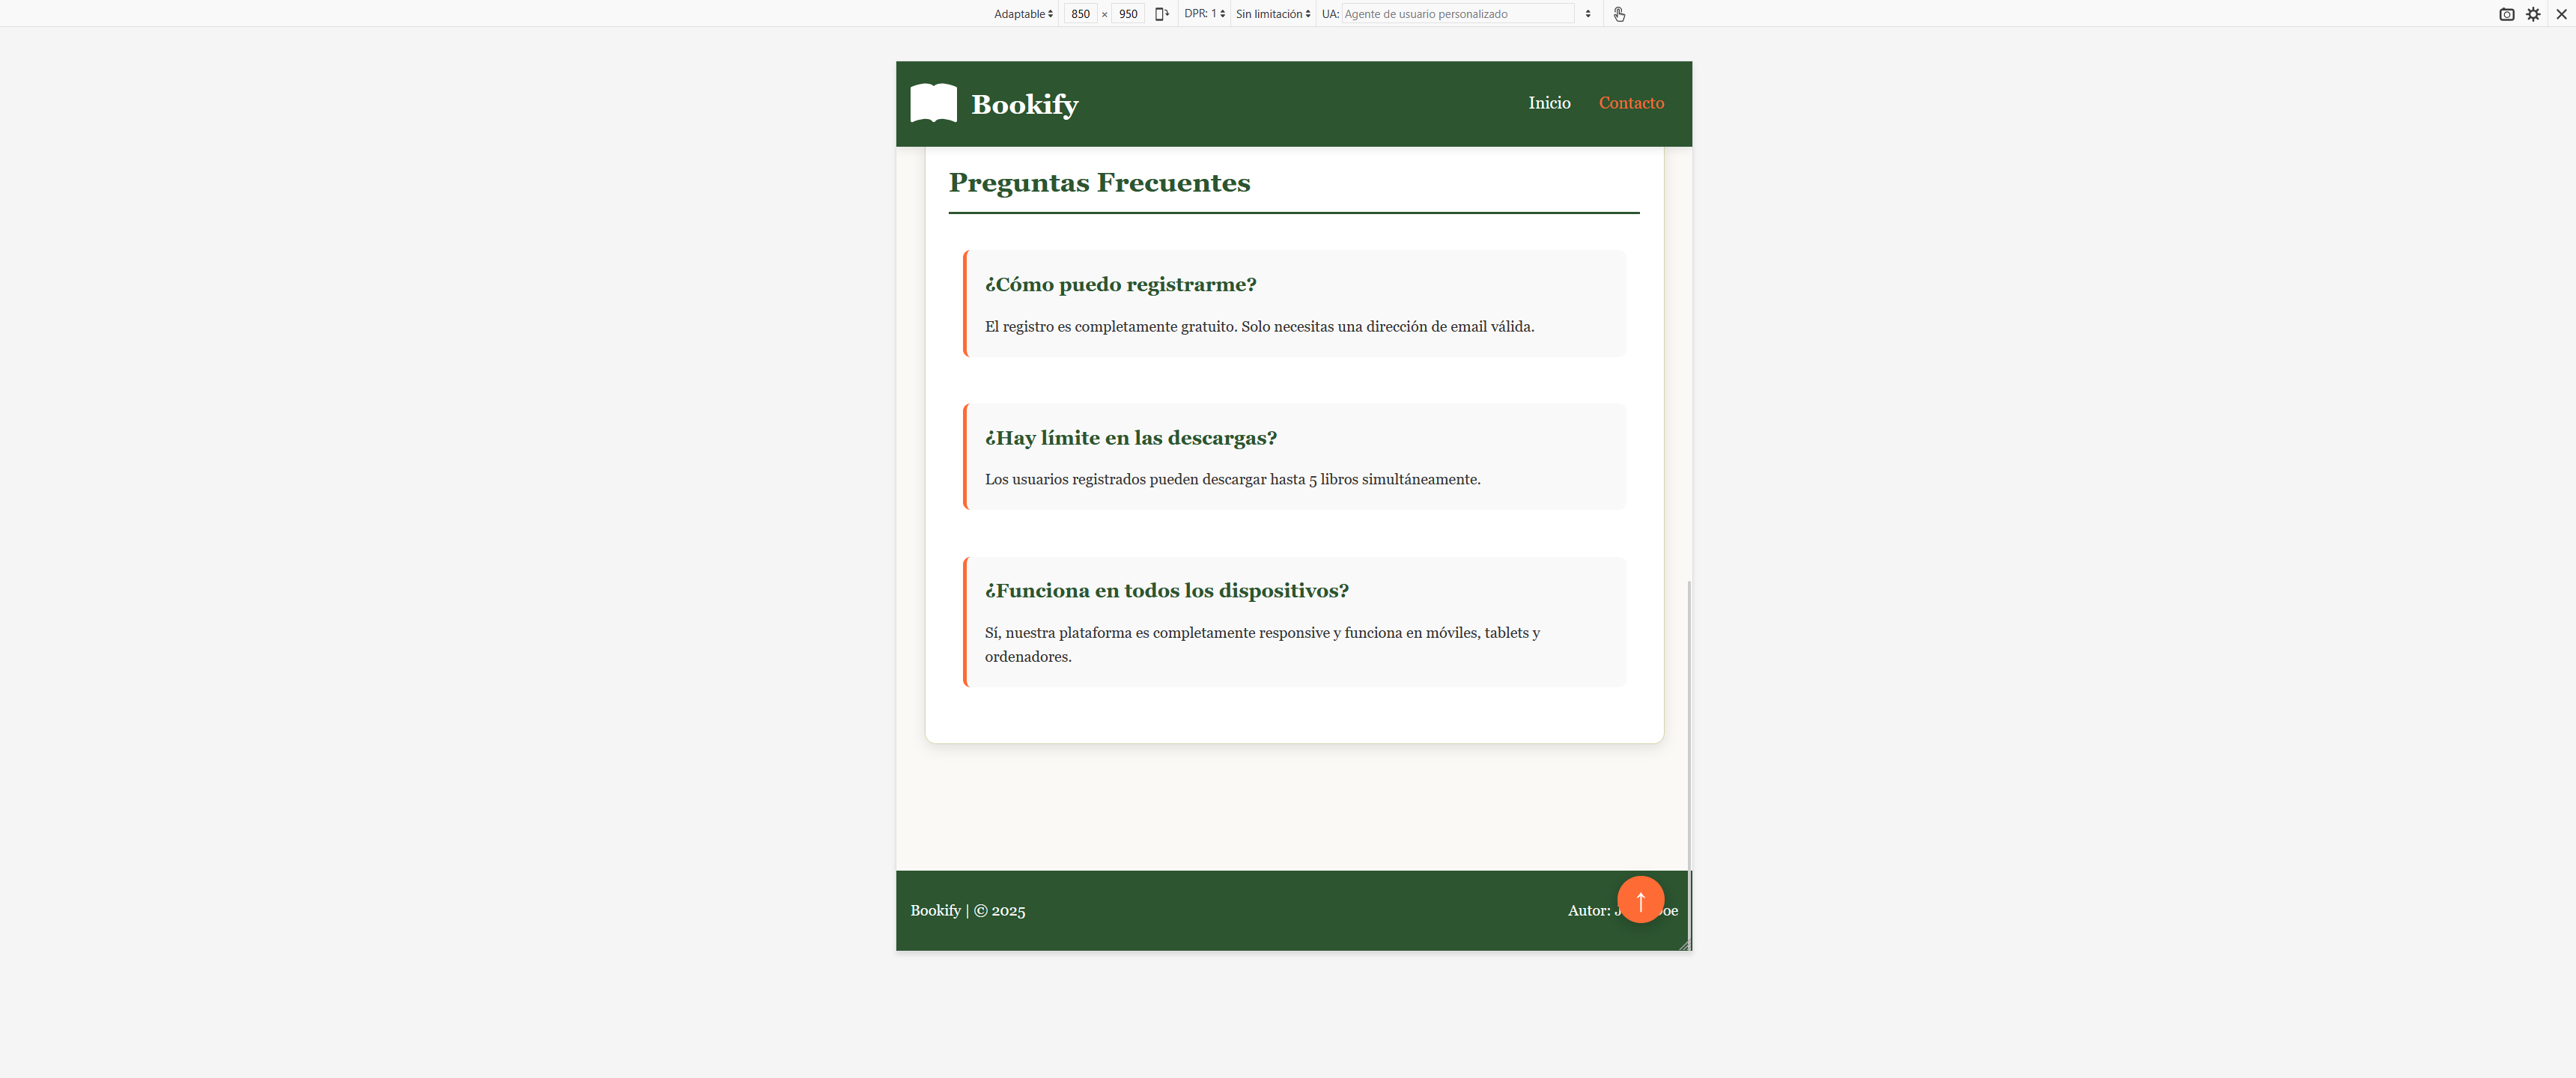 Adaptable 850 × 950 DPR: 1 Sin limitación UA: Agente de usuario personalizado
Bookify Inicio Contacto
Preguntas Frecuentes
¿Cómo puedo registrarme?
El registro es completamente gratuito. Solo necesitas una dirección de email válida.
¿Hay límite en las descargas?
Los usuarios registrados pueden descargar hasta 5 libros simultáneamente.
¿Funciona en todos los dispositivos?
Sí, nuestra plataforma es completamente responsive y funciona en móviles, tablets y
ordenadores.
Bookify | © 2025 Autor:
↑